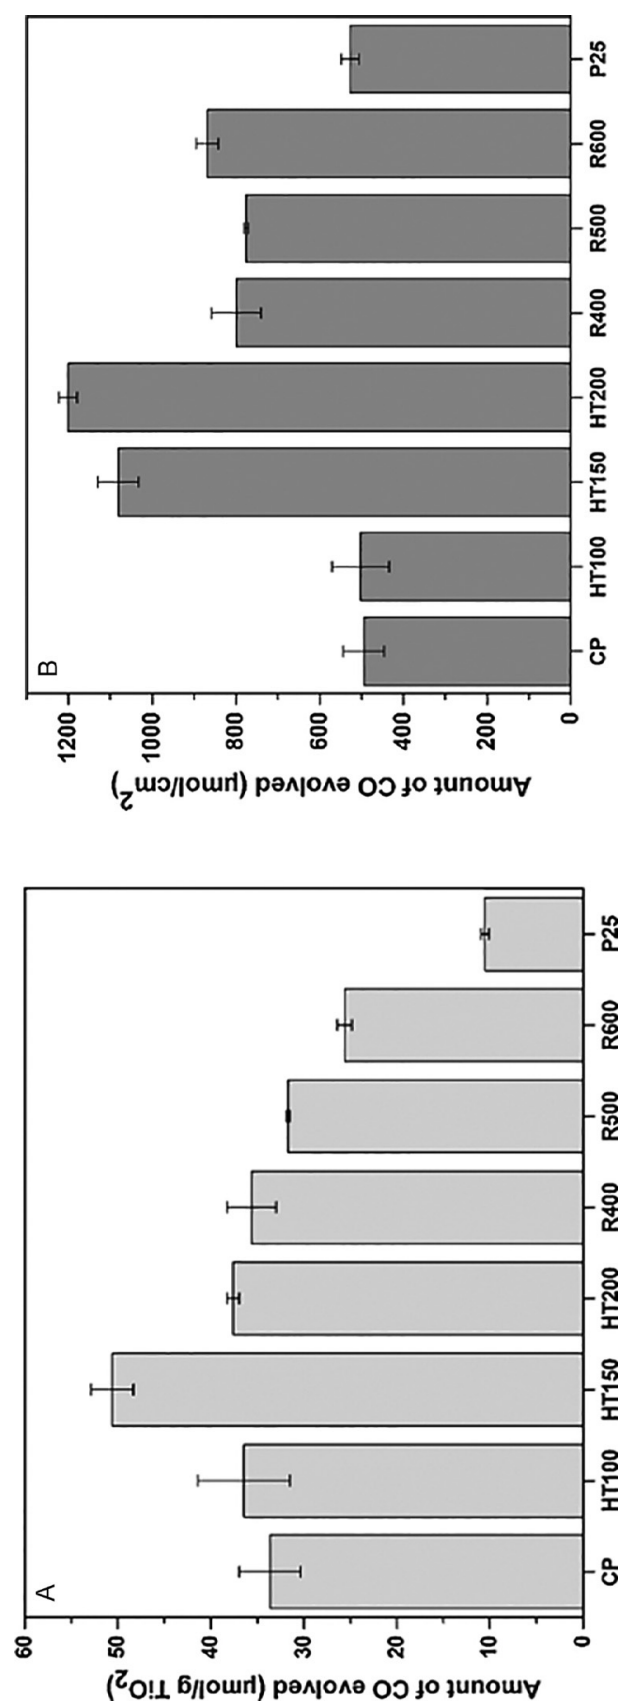 A
Amount of CO evolved (µmol/g TiO₂)
60
50
40
30
20
10
0
CP
HT100
HT150
HT200
R400
R500
R600
P25
B
Amount of CO evolved (µmol/cm²)
1200
1000
800
600
400
200
0
CP
HT100
HT150
HT200
R400
R500
R600
P25